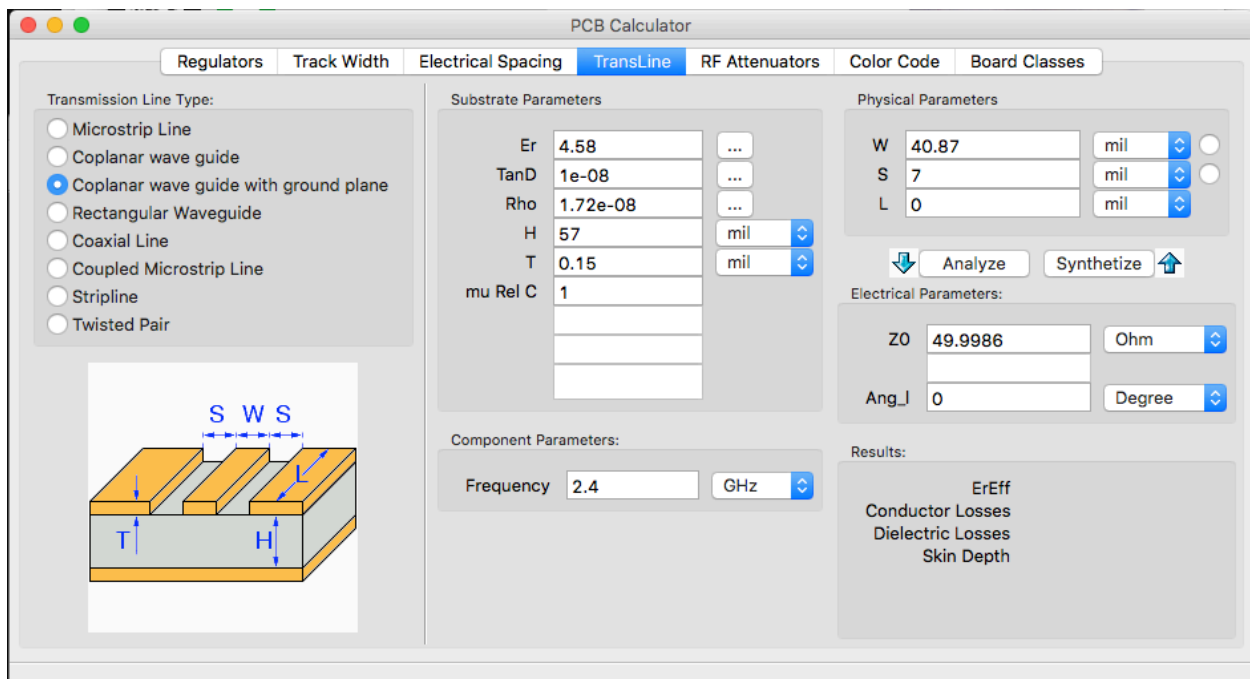 PCB Calculator
Regulators Track Width Electrical Spacing TransLine RF Attenuators Color Code Board Classes
Transmission Line Type:
Microstrip Line
Coplanar wave guide
Coplanar wave guide with ground plane
Rectangular Waveguide
Coaxial Line
Coupled Microstrip Line
Stripline
Twisted Pair
S W S
L
T H
Substrate Parameters
Er 4.58 ...
TanD 1e-08 ...
Rho 1.72e-08 ...
H 57 mil
T 0.15 mil
mu Rel C 1
Component Parameters:
Frequency 2.4 GHz
Physical Parameters
W 40.87 mil
S 7 mil
L 0 mil
Analyze Synthetize
Electrical Parameters:
Z0 49.9986 Ohm
Ang_l 0 Degree
Results:
ErEff
Conductor Losses
Dielectric Losses
Skin Depth